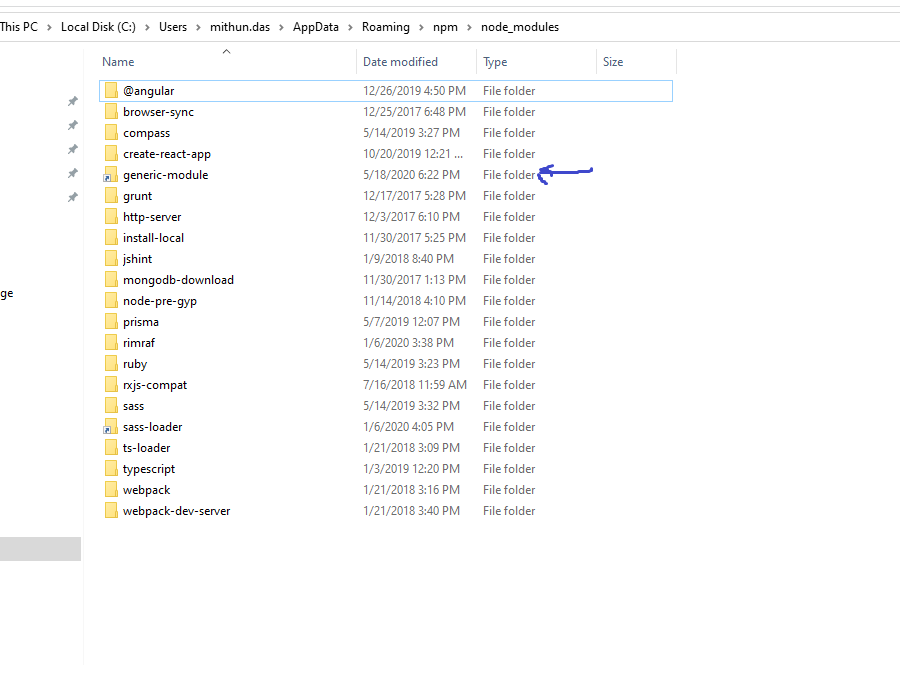 This PC > Local Disk (C:) > Users > mithun.das > AppData > Roaming > npm > node_modules
Name Date modified Type Size
@angular 12/26/2019 4:50 PM File folder
browser-sync 12/25/2017 6:48 PM File folder
compass 5/14/2019 3:27 PM File folder
create-react-app 10/20/2019 12:21 ... File folder
generic-module 5/18/2020 6:22 PM File folder
grunt 12/17/2017 5:28 PM File folder
http-server 12/3/2017 6:10 PM File folder
install-local 11/30/2017 5:25 PM File folder
jshint 1/9/2018 8:40 PM File folder
mongodb-download 11/30/2017 1:13 PM File folder
ge
node-pre-gyp 11/14/2018 4:10 PM File folder
prisma 5/7/2019 12:07 PM File folder
rimraf 1/6/2020 3:38 PM File folder
ruby 5/14/2019 3:23 PM File folder
rxjs-compat 7/16/2018 11:59 AM File folder
sass 5/14/2019 3:32 PM File folder
sass-loader 1/6/2020 4:05 PM File folder
ts-loader 1/21/2018 3:09 PM File folder
typescript 1/3/2019 12:20 PM File folder
webpack 1/21/2018 3:16 PM File folder
webpack-dev-server 1/21/2018 3:40 PM File folder